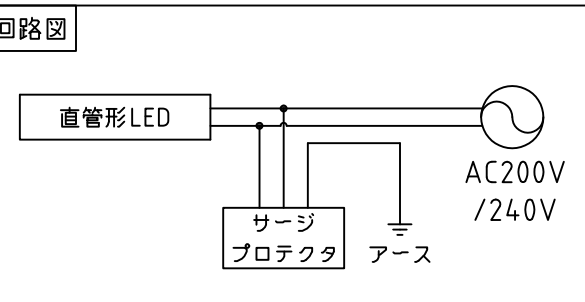 回路図
直管形LED
AC200V
/240V
サージ
プロテクタ
アース